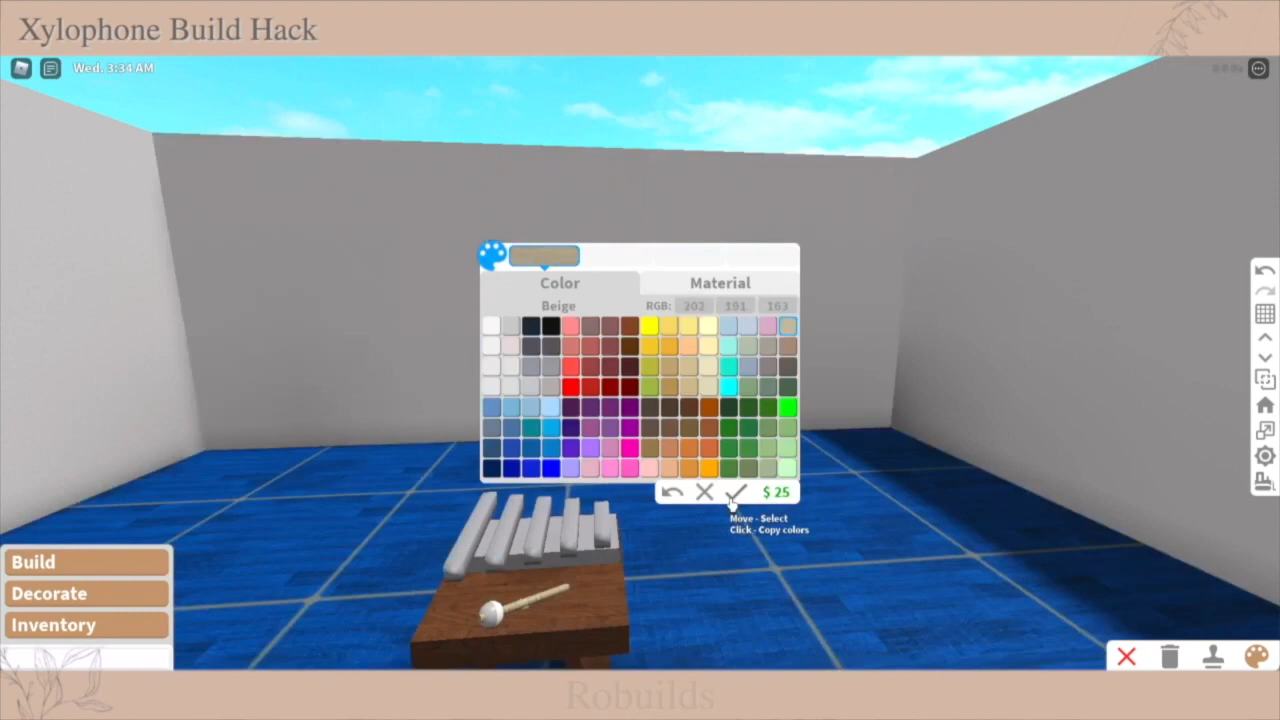 Xylophone Build Hack
Wed. 3:34 AM
Color
Material
Beige
RGB: 202 191 163
$ 25
Move - Select
Click - Copy colors
Build
Decorate
Inventory
Robuilds